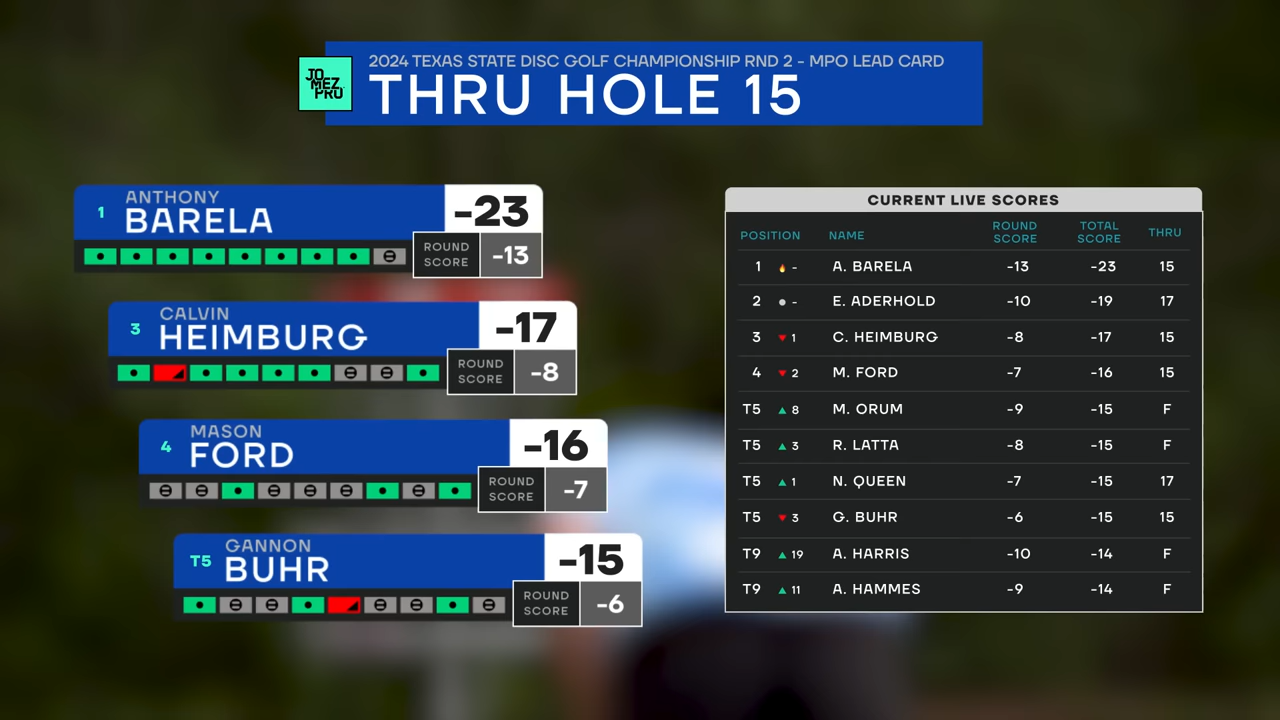 2024 TEXAS STATE DISC GOLF CHAMPIONSHIP RND 2 - MPO LEAD CARD
JO
MEZ
PRO
THRU HOLE 15
1 ANTHONY BARELA -23
ROUND SCORE -13
3 CALVIN HEIMBURG -17
ROUND SCORE -8
4 MASON FORD -16
ROUND SCORE -7
T5 GANNON BUHR -15
ROUND SCORE -6
CURRENT LIVE SCORES
POSITION NAME ROUND SCORE TOTAL SCORE THRU
1 - A. BARELA -13 -23 15
2 - E. ADERHOLD -10 -19 17
3 1 C. HEIMBURG -8 -17 15
4 2 M. FORD -7 -16 15
T5 8 M. ORUM -9 -15 F
T5 3 R. LATTA -8 -15 F
T5 1 N. QUEEN -7 -15 17
T5 3 G. BUHR -6 -15 15
T9 19 A. HARRIS -10 -14 F
T9 11 A. HAMMES -9 -14 F